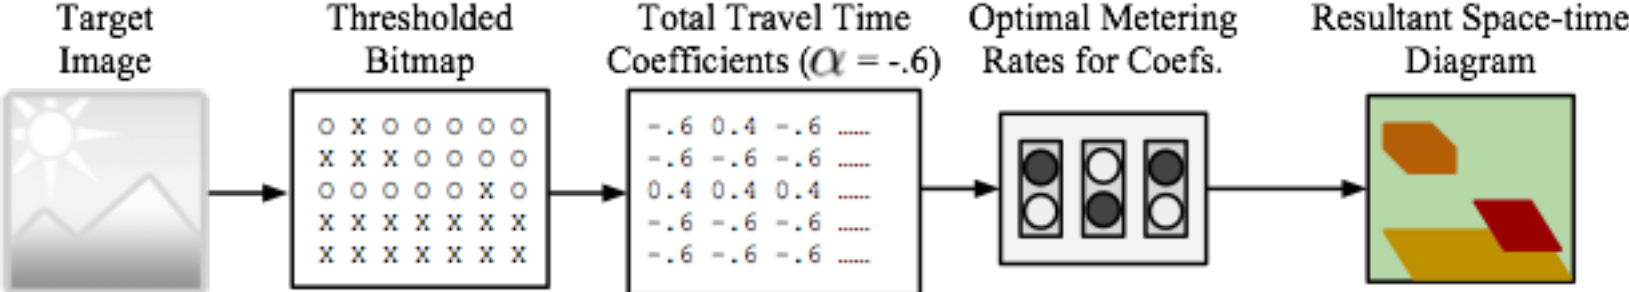 Target
Image
Thresholded
Bitmap
Total Travel Time
Coefficients (α = -.6)
Optimal Metering
Rates for Coefs.
Resultant Space-time
Diagram
O X O O O O O
X X X O O O O
O O O O O X O
X X X X X X X
X X X X X X X
-.6 0.4 -.6 ......
-.6 -.6 -.6 ......
0.4 0.4 0.4 ......
-.6 -.6 -.6 ......
-.6 -.6 -.6 ......